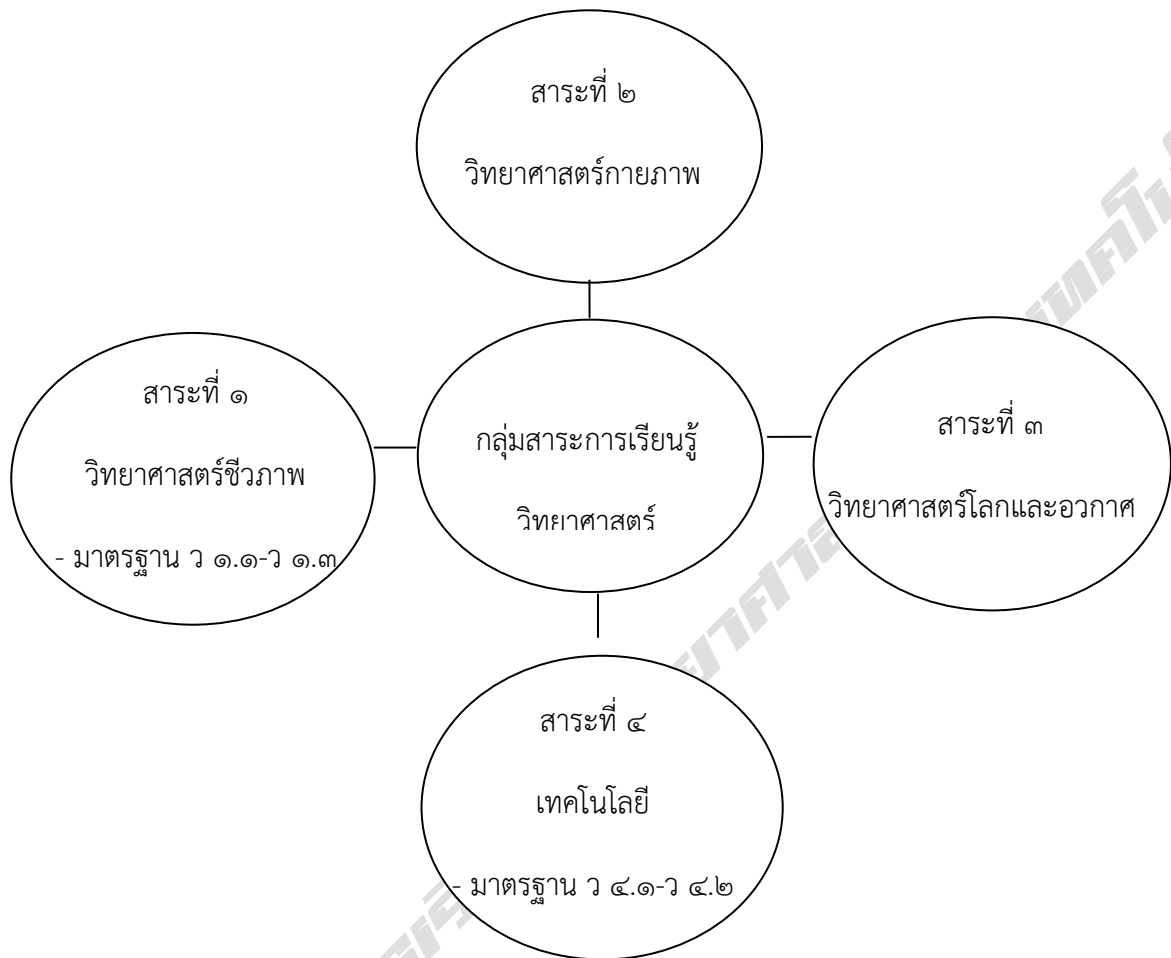 สาระที่ ๒
วิทยาศาสตร์กายภาพ
สาระที่ ๑
วิทยาศาสตร์ชีวภาพ
- มาตรฐาน ว ๑.๑-ว ๑.๓
กลุ่มสาระการเรียนรู้
วิทยาศาสตร์
สาระที่ ๓
วิทยาศาสตร์โลกและอวกาศ
สาระที่ ๔
เทคโนโลยี
- มาตรฐาน ว ๔.๑-ว ๔.๒